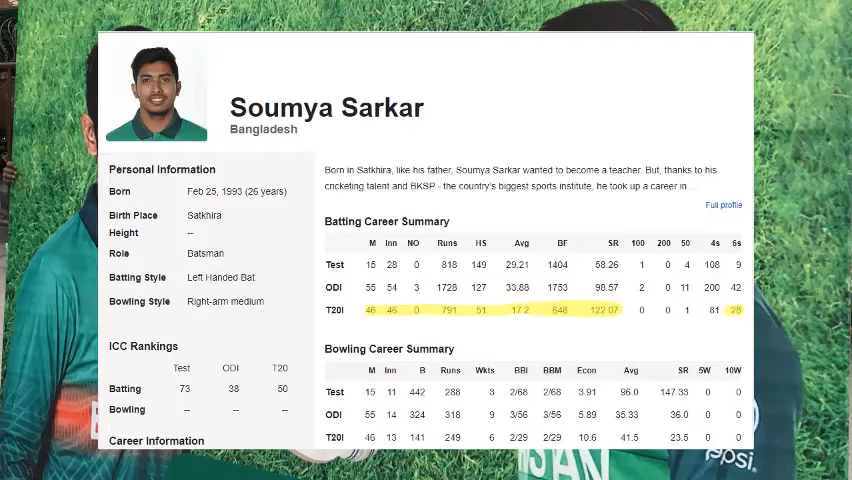 Soumya Sarkar
Bangladesh
Personal Information
Born Feb 25, 1993 (26 years)
Birth Place Satkhira
Height --
Role Batsman
Batting Style Left Handed Bat
Bowling Style Right-arm medium
ICC Rankings
Test ODI T20
Batting 73 38 50
Bowling -- -- --
Career Information
Born in Satkhira, like his father, Soumya Sarkar wanted to become a teacher. But, thanks to his
cricketing talent and BKSP - the country's biggest sports institute, he took up a career in ...
Full profile
Batting Career Summary
M Inn NO Runs HS Avg BF SR 100 200 50 4s 6s
Test 15 28 0 818 149 29.21 1404 58.26 1 0 4 108 9
ODI 55 54 3 1728 127 33.88 1753 98.57 2 0 11 200 42
T20I 46 46 0 791 51 17.2 648 122.07 0 0 1 81 28
Bowling Career Summary
M Inn B Runs Wkts BBI BBM Econ Avg SR 5W 10W
Test 15 11 442 288 3 2/68 2/68 3.91 96.0 147.33 0 0
ODI 55 14 324 318 9 3/56 3/56 5.89 35.33 36.0 0 0
T20I 46 13 141 249 6 2/29 2/29 10.6 41.5 23.5 0 0
pepsi